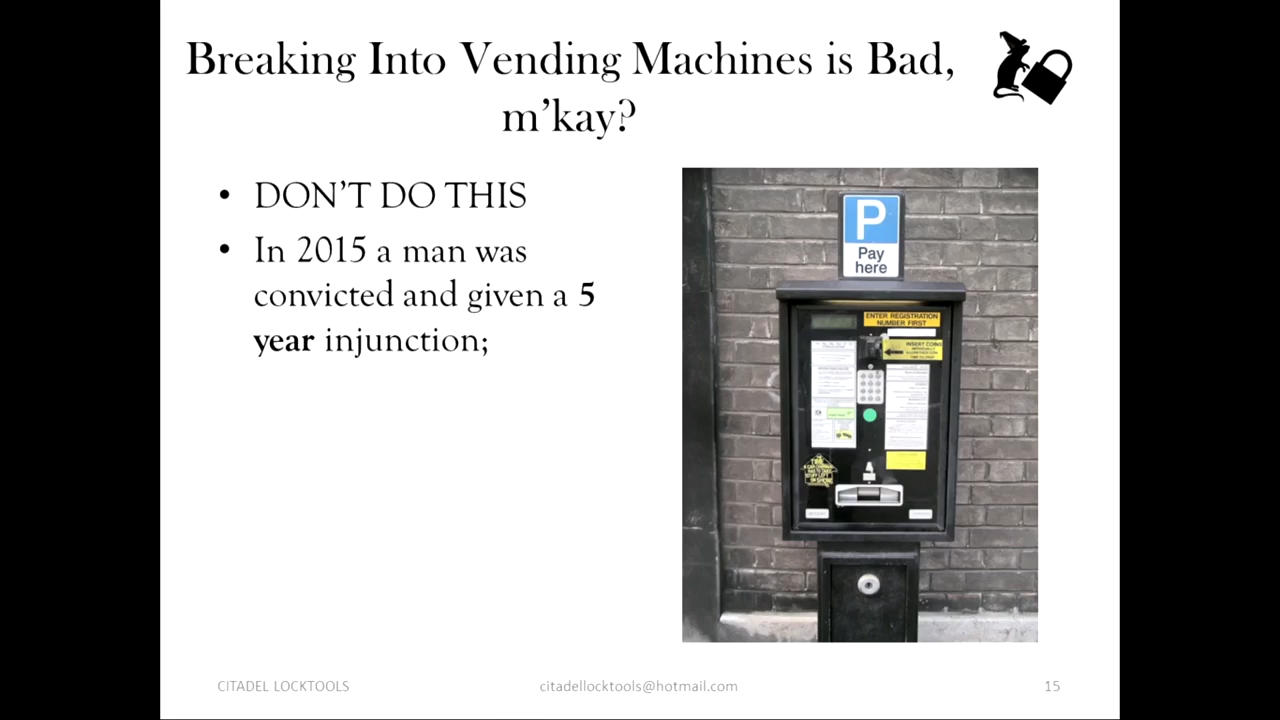 Breaking Into Vending Machines is Bad,
m’kay?
• DON’T DO THIS
• In 2015 a man was
convicted and given a 5
year injunction;
P
Pay
here
ENTER REGISTRATION
NUMBER FIRST
INSERT COINS
CITADEL LOCKTOOLS
citadellocktools@hotmail.com
15